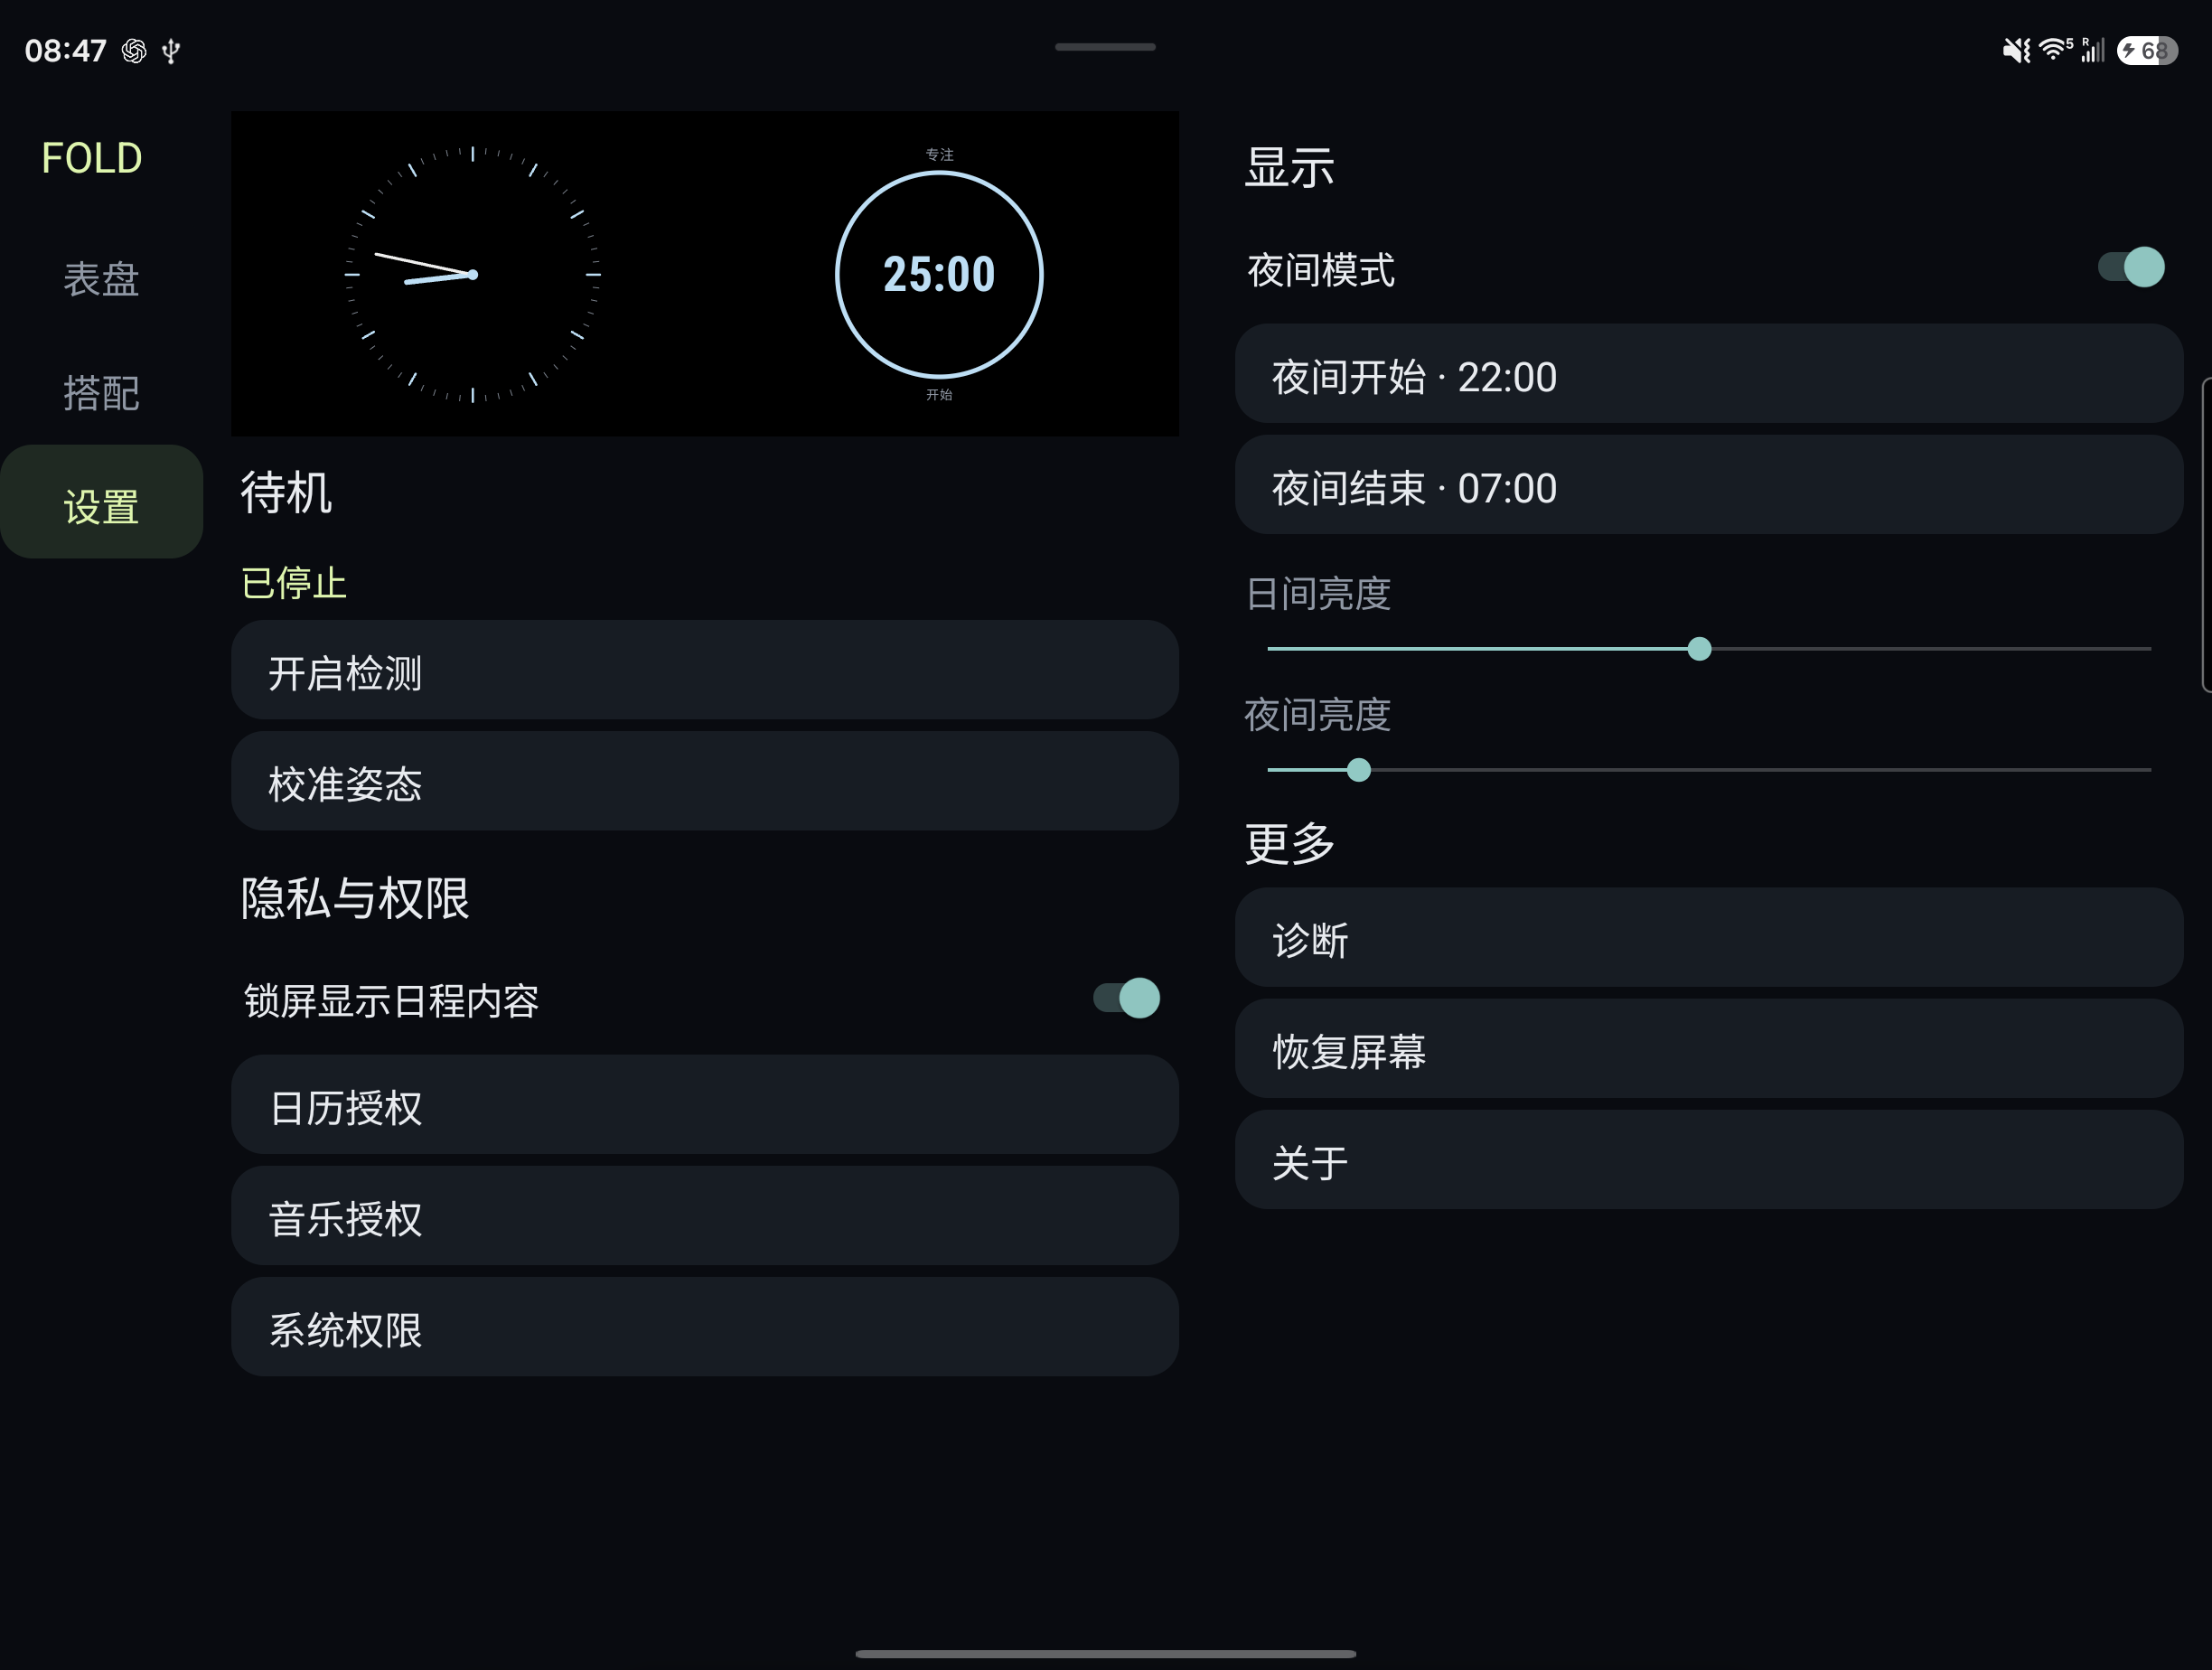 08:47
5
R
68
FOLD
表盘
搭配
设置
专注
25:00
开始
待机
已停止
开启检测
校准姿态
隐私与权限
锁屏显示日程内容
日历授权
音乐授权
系统权限
显示
夜间模式
夜间开始 · 22:00
夜间结束 · 07:00
日间亮度
夜间亮度
更多
诊断
恢复屏幕
关于